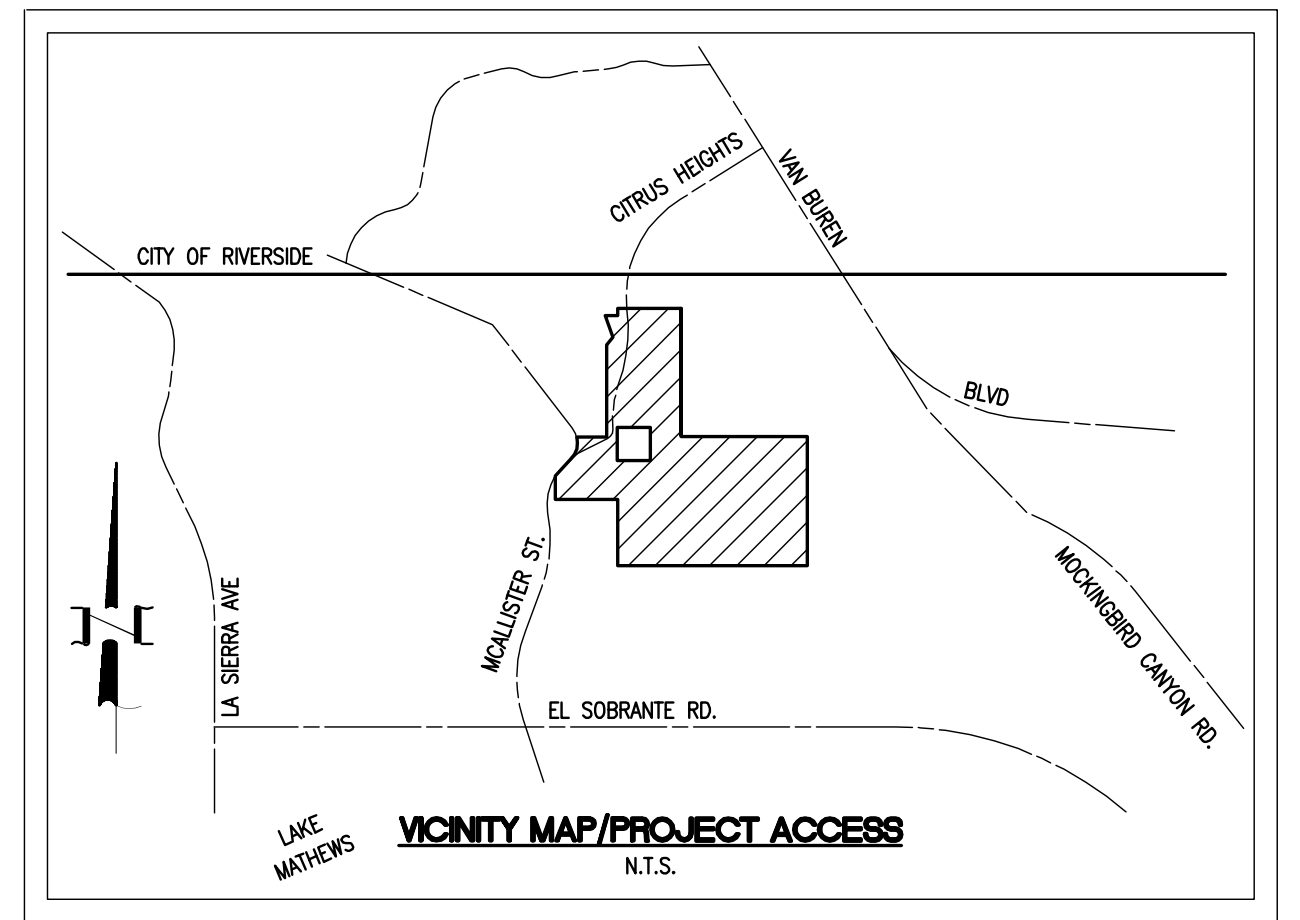 CITRUS HEIGHTS
VAN BUREN
CITY OF RIVERSIDE
BLVD
MCALLISTER ST.
LA SIERRA AVE
MOCKINGBIRD CANYON RD.
EL SOBRANTE RD.
LAKE
MATHEWS
VICINITY MAP/PROJECT ACCESS
N.T.S.